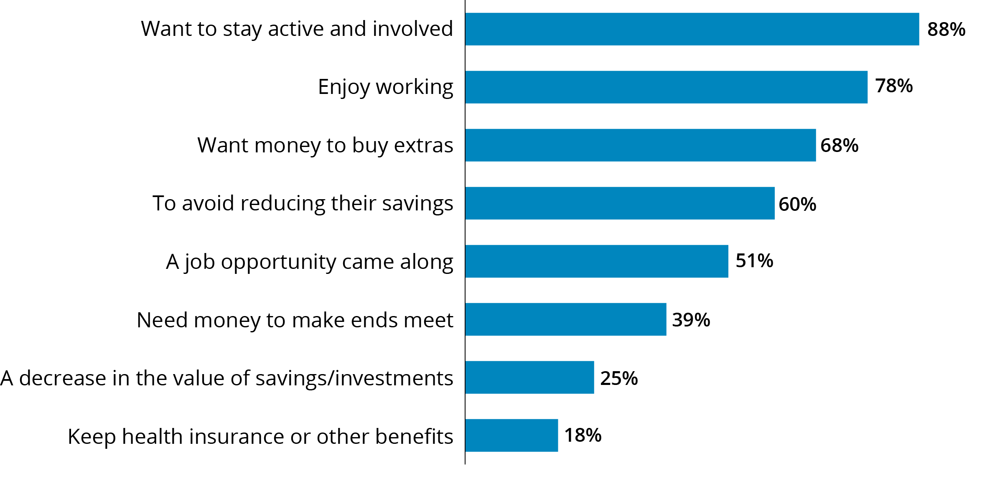 Want to stay active and involved 88%
Enjoy working 78%
Want money to buy extras 68%
To avoid reducing their savings 60%
A job opportunity came along 51%
Need money to make ends meet 39%
A decrease in the value of savings/investments 25%
Keep health insurance or other benefits 18%